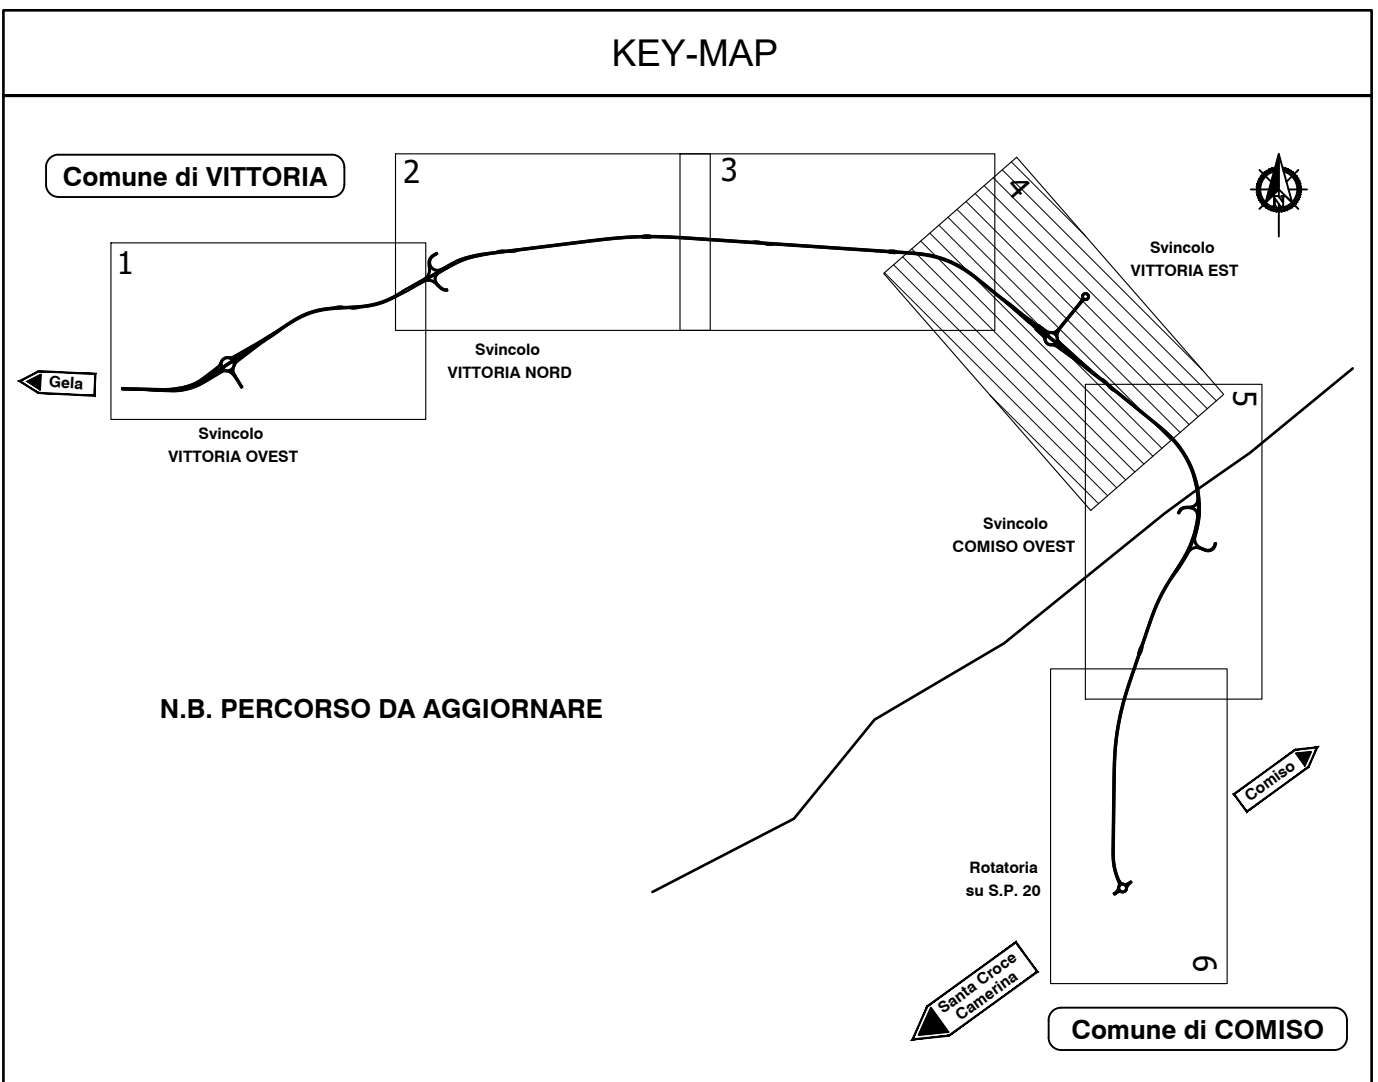 KEY-MAP
Comune di VITTORIA
2
3
4
N
Svincolo
VITTORIA EST
1
Svincolo
VITTORIA NORD
Gela
5
Svincolo
VITTORIA OVEST
Svincolo
COMISO OVEST
N.B. PERCORSO DA AGGIORNARE
Comiso
Rotatoria
su S.P. 20
6
Santa Croce
Camerina
Comune di COMISO